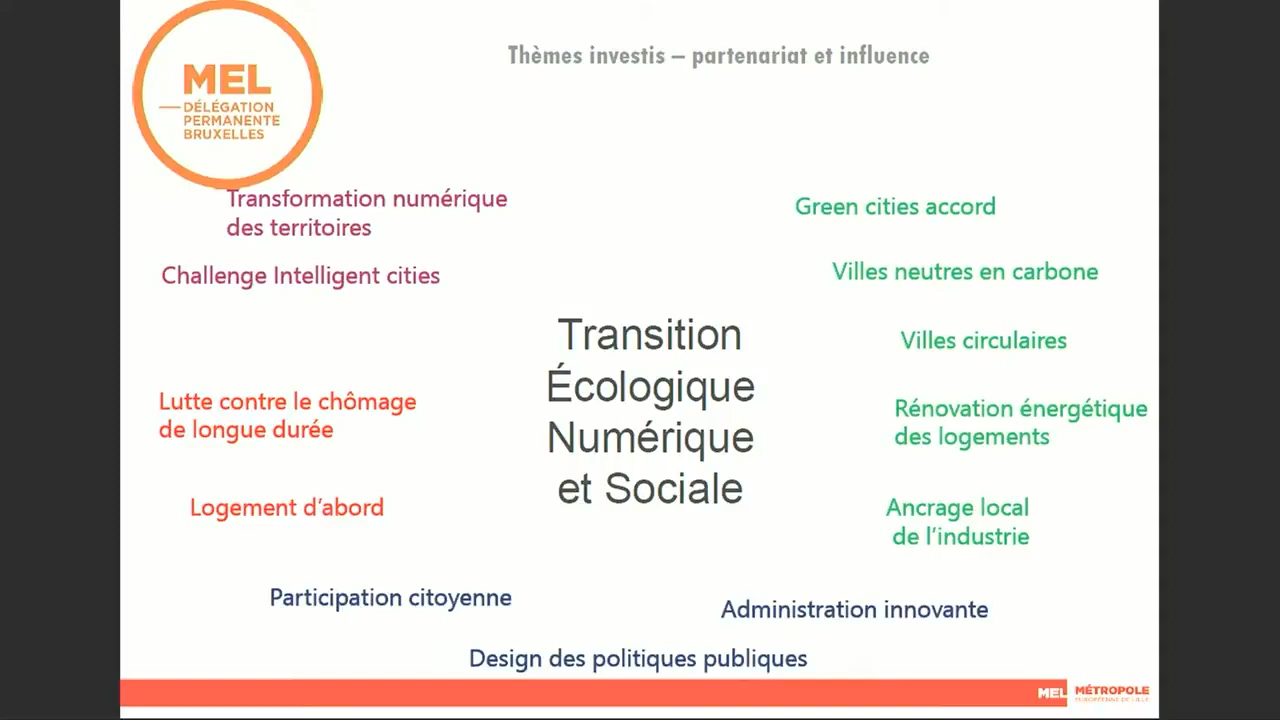 Thèmes investis – partenariat et influence
MEL
DÉLÉGATION
PERMANENTE
BRUXELLES
Transformation numérique
des territoires
Challenge Intelligent cities
Green cities accord
Villes neutres en carbone
Villes circulaires
Transition
Écologique
Numérique
et Sociale
Lutte contre le chômage
de longue durée
Rénovation énergétique
des logements
Logement d'abord
Ancrage local
de l'industrie
Participation citoyenne
Administration innovante
Design des politiques publiques
MEL
MÉTROPOLE
EUROPÉENNE DE LILLE